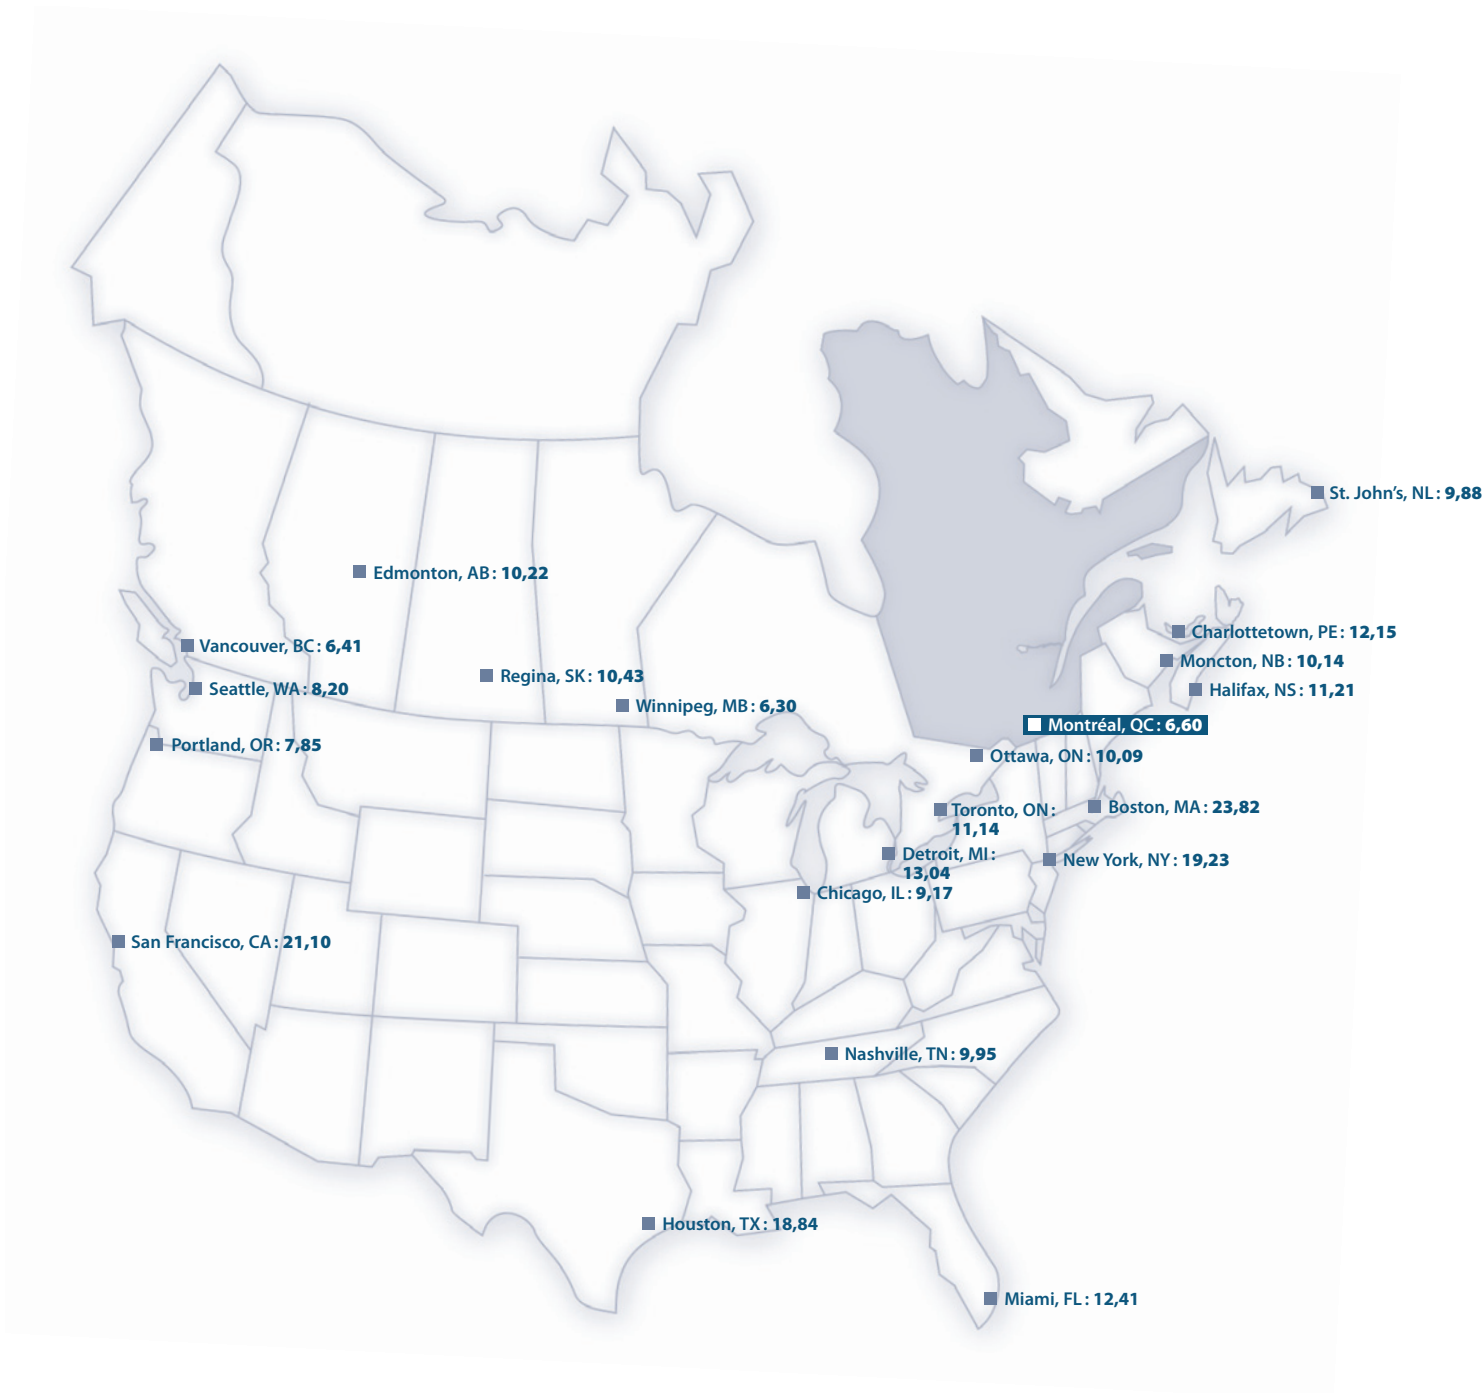 St. John’s, NL : 9,88
Edmonton, AB : 10,22
Charlottetown, PE : 12,15
Vancouver, BC : 6,41
Moncton, NB : 10,14
Regina, SK : 10,43
Seattle, WA : 8,20
Halifax, NS : 11,21
Winnipeg, MB : 6,30
Montréal, QC : 6,60
Portland, OR : 7,85
Ottawa, ON : 10,09
Boston, MA : 23,82
Toronto, ON :
11,14
Detroit, MI :
13,04
New York, NY : 19,23
Chicago, IL : 9,17
San Francisco, CA : 21,10
Nashville, TN : 9,95
Houston, TX : 18,84
Miami, FL : 12,41